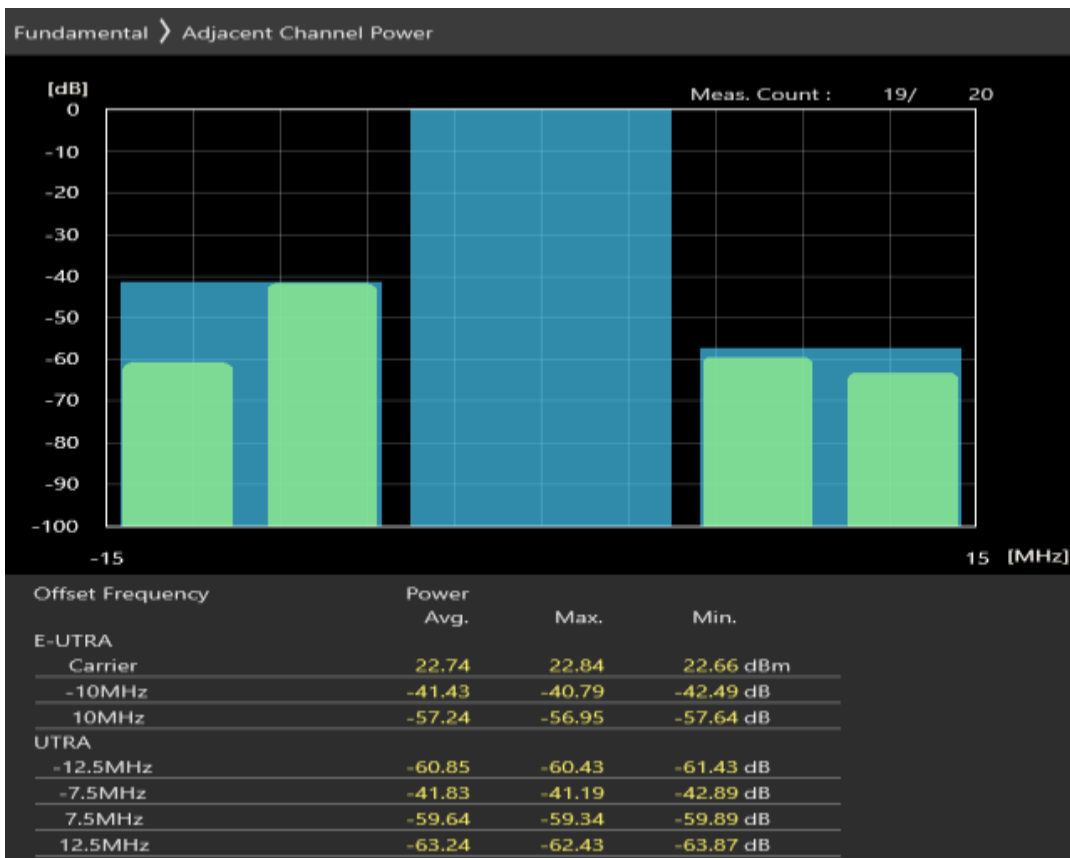 Fundamental ❯ Adjacent Channel Power
[dB]
Meas. Count : 19/ 20
0
-10
-20
-30
-40
-50
-60
-70
-80
-90
-100
-15 15 [MHz]
Offset Frequency Power
Avg. Max. Min.
E-UTRA
Carrier 22.74 22.84 22.66 dBm
-10MHz -41.43 -40.79 -42.49 dB
10MHz -57.24 -56.95 -57.64 dB
UTRA
-12.5MHz -60.85 -60.43 -61.43 dB
-7.5MHz -41.83 -41.19 -42.89 dB
7.5MHz -59.64 -59.34 -59.89 dB
12.5MHz -63.24 -62.43 -63.87 dB